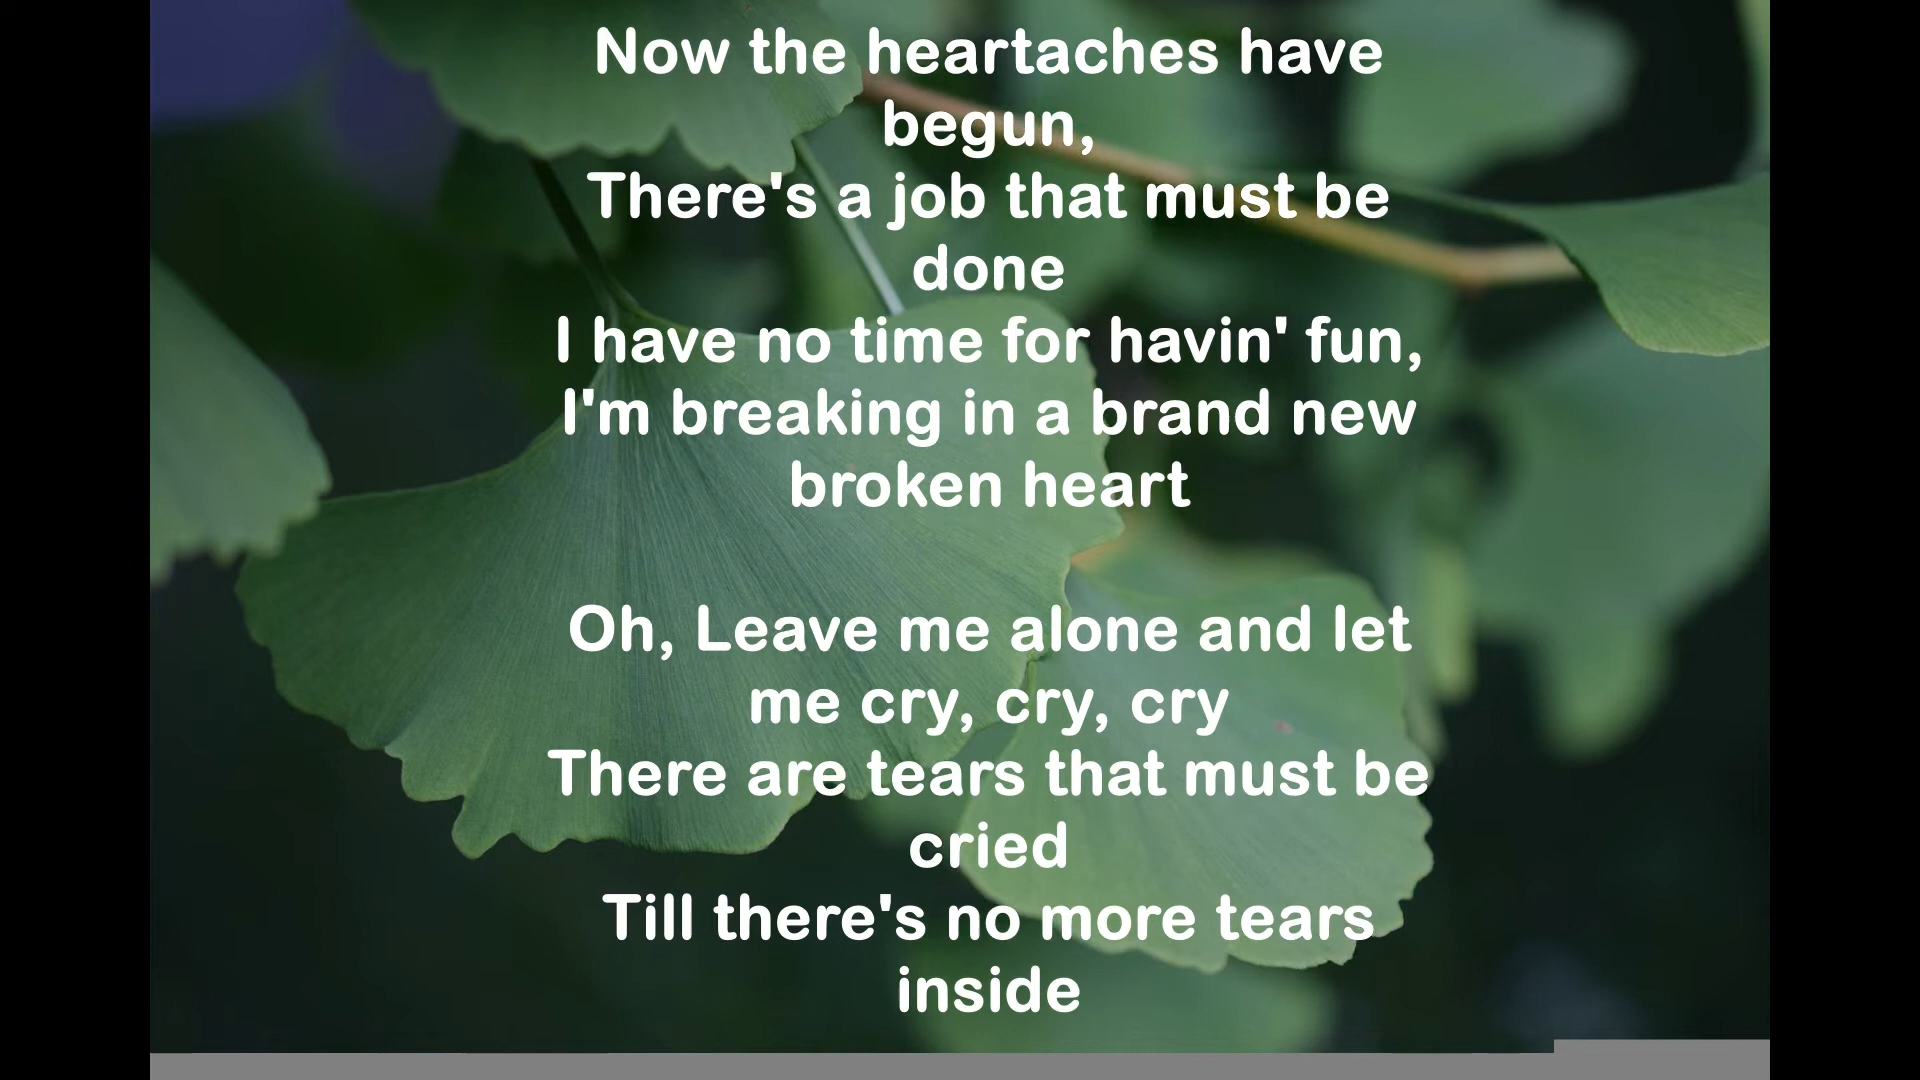 Now the heartaches have
begun,
There's a job that must be
done
I have no time for havin' fun,
I'm breaking in a brand new
broken heart
Oh, Leave me alone and let
me cry, cry, cry
There are tears that must be
cried
Till there's no more tears
inside